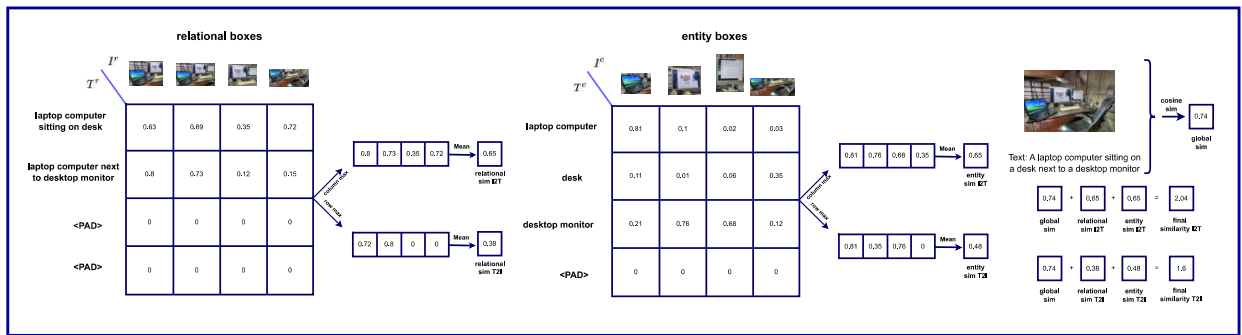 relational boxes
I^r
T^r
laptop computer
sitting on desk
0.63 0.69 0.35 0.72
laptop computer next
to desktop monitor
0.8 0.73 0.12 0.15
<PAD>
0 0 0 0
<PAD>
0 0 0 0
column max
row max
0.8 0.73 0.35 0.72
Mean
0.65
relational
sim I2T
0.72 0.8 0 0
Mean
0.38
relational
sim T2I
entity boxes
I^e
T^e
laptop computer
0.81 0.1 0.02 0.03
desk
0.11 0.01 0.06 0.35
desktop monitor
0.21 0.76 0.68 0.12
<PAD>
0 0 0 0
column max
row max
0.81 0.76 0.68 0.35
Mean
0.65
entity
sim I2T
0.81 0.35 0.76 0
Mean
0.48
entity
sim T2I
cosine
sim
0.74
global
sim
Text: A laptop computer sitting on
a desk next to a desktop monitor
0.74 + 0.65 + 0.65 = 2.04
global relational entity final
sim sim I2T sim I2T similarity I2T
0.74 + 0.38 + 0.48 = 1.6
global relational entity final
sim sim T2I sim T2I similarity T2I